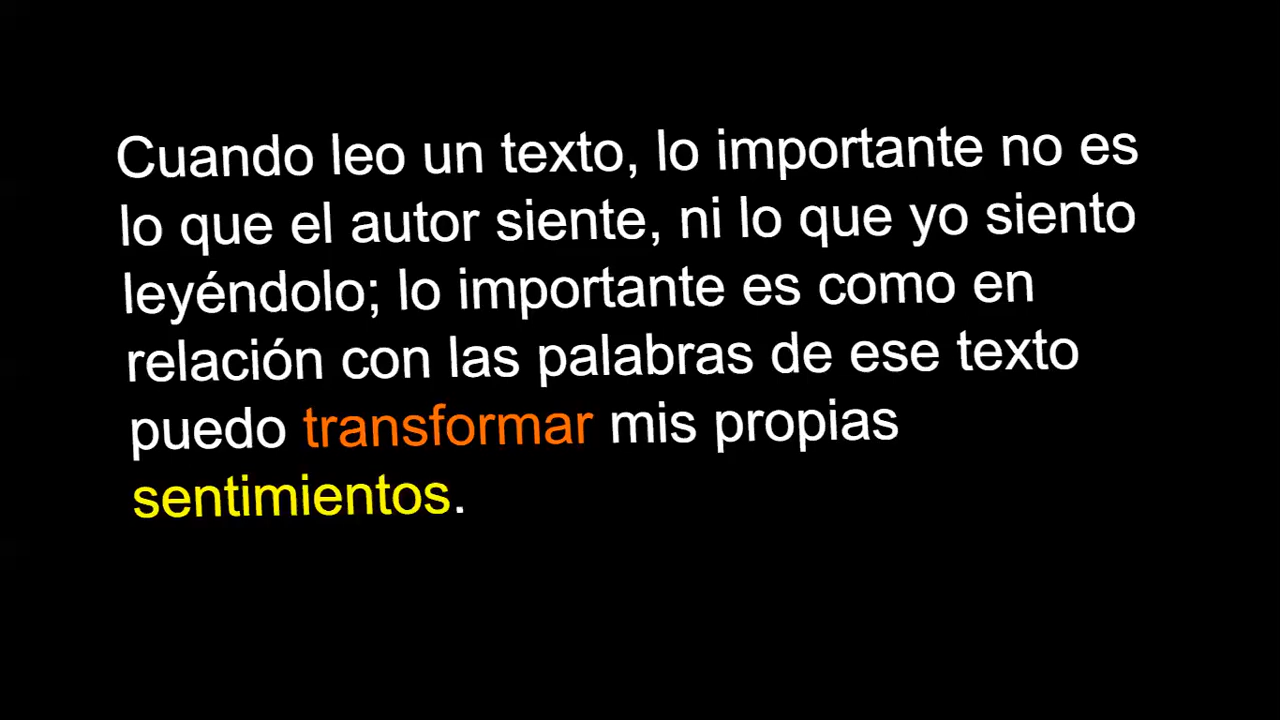 Cuando leo un texto, lo importante no es
lo que el autor siente, ni lo que yo siento
leyéndolo; lo importante es como en
relación con las palabras de ese texto
puedo transformar mis propias
sentimientos.